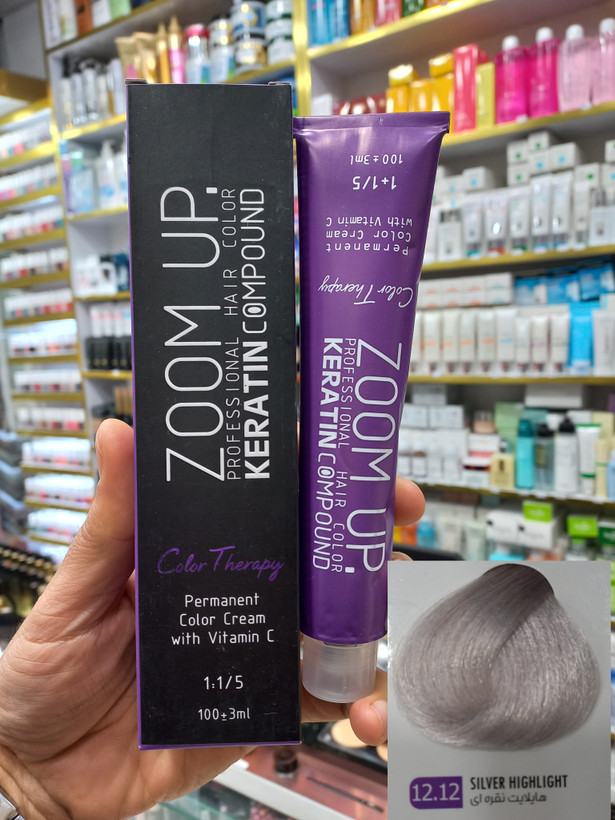 ZOOM UP.
PROFESSIONAL HAIR COLOR
KERATIN COMPOUND
Color Therapy
Permanent
Color Cream
with Vitamin C
1:1/5
100±3ml
ZOOM UP.
PROFESSIONAL HAIR COLOR
KERATIN COMPOUND
Color Therapy
Permanent
Color Cream
with Vitamin C
1+1/5
100±3ml
12.12
SILVER HIGHLIGHT
هایلایت نقره ای